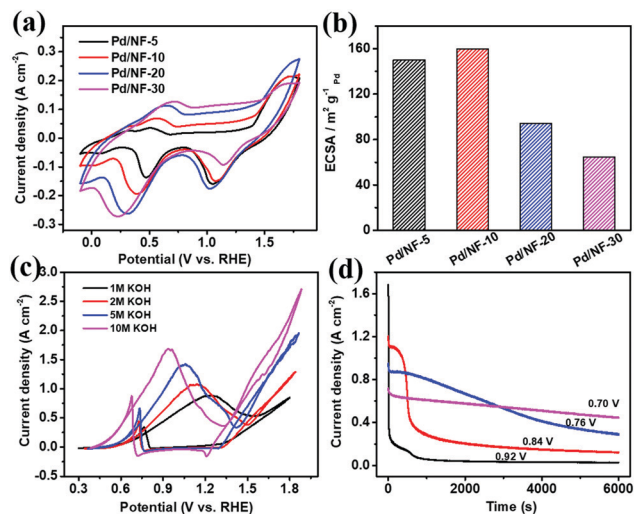 (a)
Pd/NF-5
Pd/NF-10
Pd/NF-20
Pd/NF-30
0.3
0.2
0.1
0.0
-0.1
-0.2
-0.3
Current density (A cm⁻²)
0.0 0.5 1.0 1.5
Potential (V vs. RHE)
(b)
160
120
80
40
0
ECSA / m² g⁻¹ Pd
Pd/NF-5 Pd/NF-10 Pd/NF-20 Pd/NF-30
(c)
1M KOH
2M KOH
5M KOH
10M KOH
3.0
2.5
2.0
1.5
1.0
0.5
0.0
-0.5
Current density (A cm⁻²)
0.3 0.6 0.9 1.2 1.5 1.8
Potential (V vs. RHE)
(d)
1.6
1.2
0.8
0.4
0.0
Current density (A cm⁻²)
0.70 V
0.76 V
0.84 V
0.92 V
0 2000 4000 6000
Time (s)